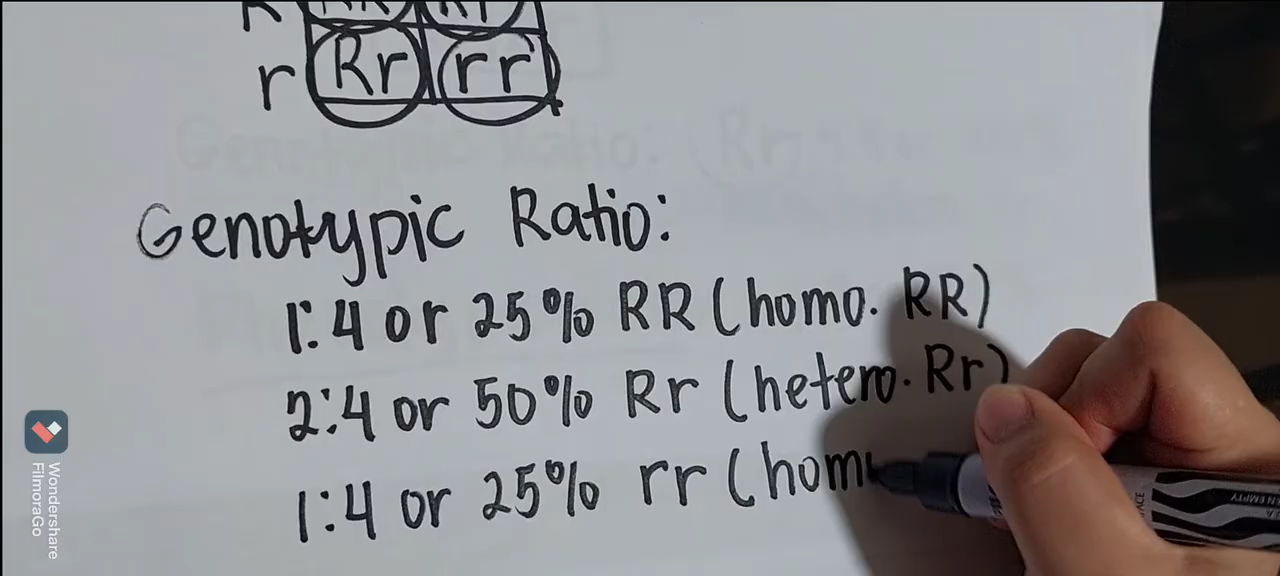 R
r Rr rr
Genotypic Ratio:
1:4 or 25% RR (homo. RR)
2:4 or 50% Rr (hetero. Rr)
1:4 or 25% rr (hom
Wondershare
FilmoraGo